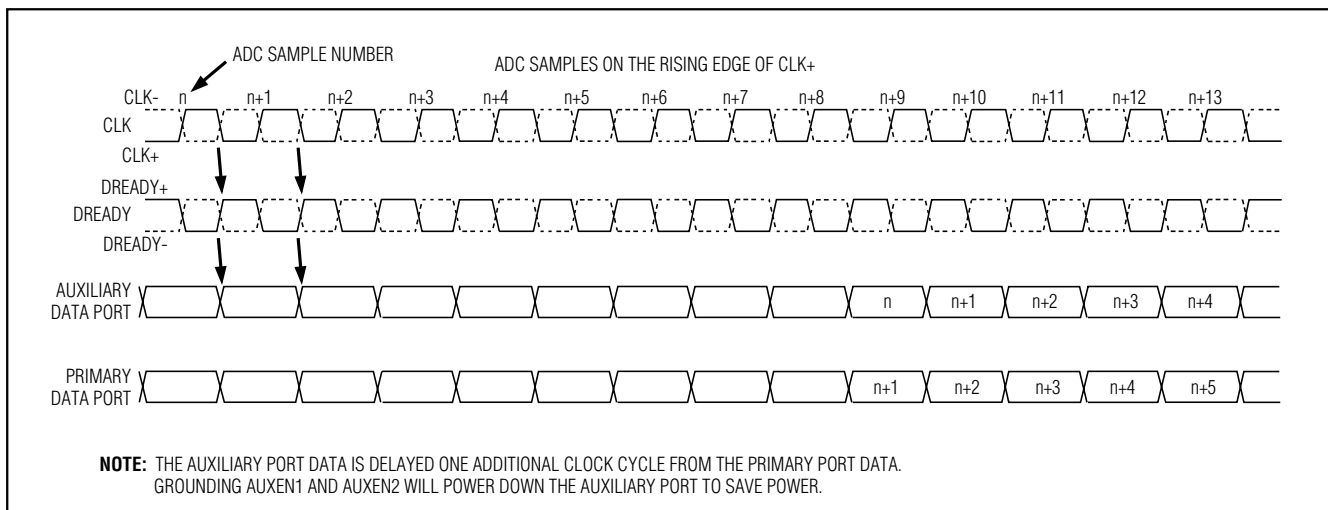 ADC SAMPLE NUMBER
ADC SAMPLES ON THE RISING EDGE OF CLK+
CLK- n n+1 n+2 n+3 n+4 n+5 n+6 n+7 n+8 n+9 n+10 n+11 n+12 n+13
CLK
CLK+
DREADY+
DREADY
DREADY-
AUXILIARY
DATA PORT n n+1 n+2 n+3 n+4
PRIMARY
DATA PORT n+1 n+2 n+3 n+4 n+5
NOTE: THE AUXILIARY PORT DATA IS DELAYED ONE ADDITIONAL CLOCK CYCLE FROM THE PRIMARY PORT DATA.
GROUNDING AUXEN1 AND AUXEN2 WILL POWER DOWN THE AUXILIARY PORT TO SAVE POWER.